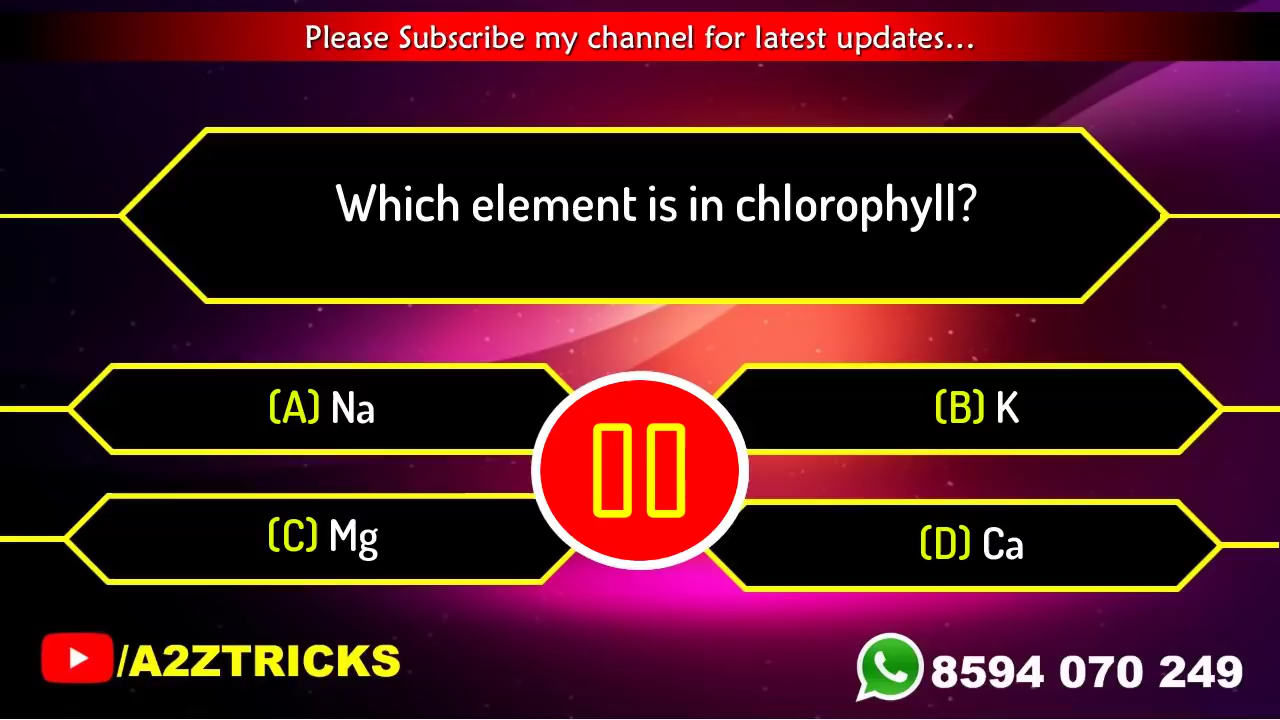 Please Subscribe my channel for latest updates...
Which element is in chlorophyll?
(A) Na
(B) K
(C) Mg
(D) Ca
/A2ZTRICKS
8594 070 249